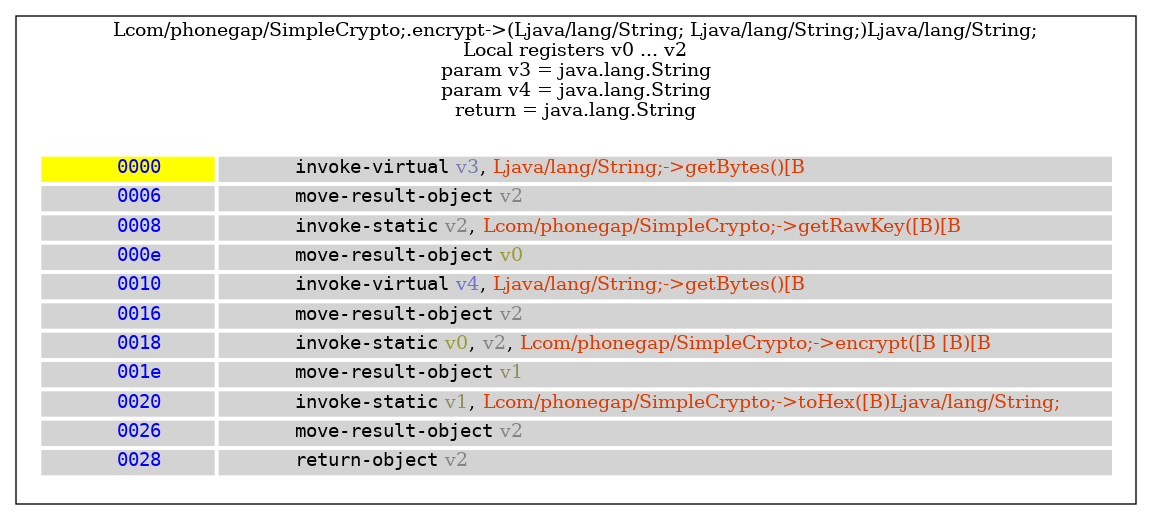 Lcom/phonegap/SimpleCrypto;.encrypt->(Ljava/lang/String; Ljava/lang/String;)Ljava/lang/String;
Local registers v0 ... v2
param v3 = java.lang.String
param v4 = java.lang.String
return = java.lang.String
0000 invoke-virtual v3, Ljava/lang/String;->getBytes()[B
0006 move-result-object v2
0008 invoke-static v2, Lcom/phonegap/SimpleCrypto;->getRawKey([B)[B
000e move-result-object v0
0010 invoke-virtual v4, Ljava/lang/String;->getBytes()[B
0016 move-result-object v2
0018 invoke-static v0, v2, Lcom/phonegap/SimpleCrypto;->encrypt([B [B)[B
001e move-result-object v1
0020 invoke-static v1, Lcom/phonegap/SimpleCrypto;->toHex([B)Ljava/lang/String;
0026 move-result-object v2
0028 return-object v2